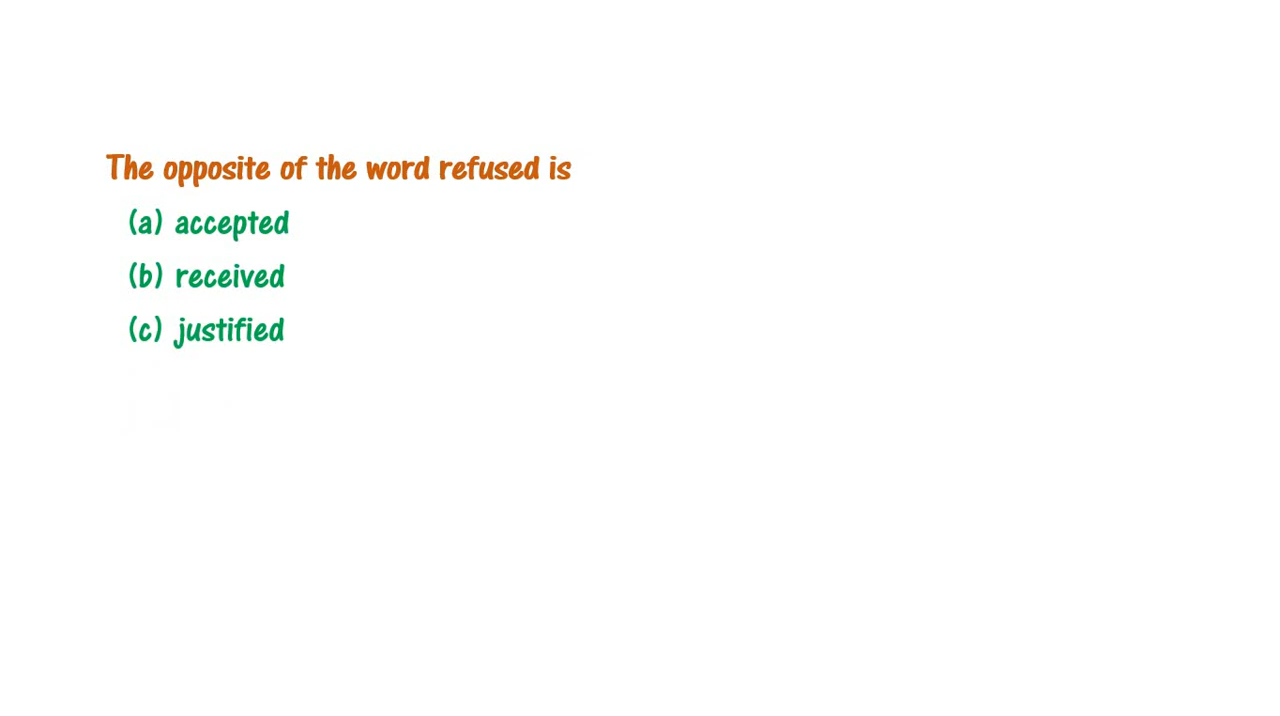 The opposite of the word refused is
(a) accepted
(b) received
(c) justified